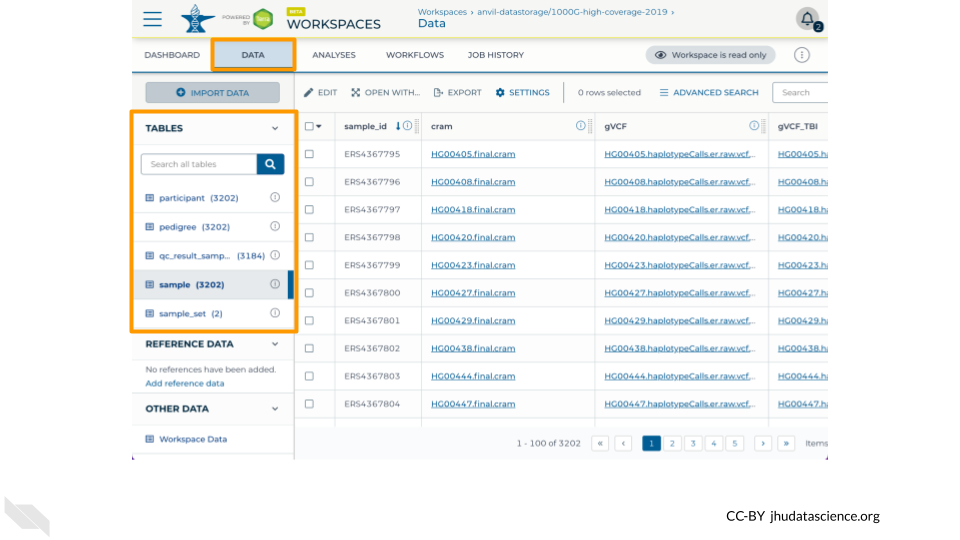 POWERED BY Terra
BETA
WORKSPACES
Workspaces › anvil-datastorage/1000G-high-coverage-2019 ›
Data
2
DASHBOARD DATA ANALYSES WORKFLOWS JOB HISTORY Workspace is read only
IMPORT DATA EDIT OPEN WITH... EXPORT SETTINGS 0 rows selected ADVANCED SEARCH Search
TABLES
Search all tables
participant (3202)
pedigree (3202)
qc_result_samp... (3184)
sample (3202)
sample_set (2)
REFERENCE DATA
No references have been added.
Add reference data
OTHER DATA
Workspace Data
sample_id cram gVCF gVCF_TBI
ERS4367795 HG00405.final.cram HG00405.haplotypeCalls.er.raw.vcf... HG00405.h
ERS4367796 HG00408.final.cram HG00408.haplotypeCalls.er.raw.vcf... HG00408.h
ERS4367797 HG00418.final.cram HG00418.haplotypeCalls.er.raw.vcf... HG00418.h
ERS4367798 HG00420.final.cram HG00420.haplotypeCalls.er.raw.vcf... HG00420.h
ERS4367799 HG00423.final.cram HG00423.haplotypeCalls.er.raw.vcf... HG00423.h
ERS4367800 HG00427.final.cram HG00427.haplotypeCalls.er.raw.vcf... HG00427.h
ERS4367801 HG00429.final.cram HG00429.haplotypeCalls.er.raw.vcf... HG00429.h
ERS4367802 HG00438.final.cram HG00438.haplotypeCalls.er.raw.vcf... HG00438.h
ERS4367803 HG00444.final.cram HG00444.haplotypeCalls.er.raw.vcf... HG00444.h
ERS4367804 HG00447.final.cram HG00447.haplotypeCalls.er.raw.vcf... HG00447.h
1 - 100 of 3202 « ‹ 1 2 3 4 5 › » Items
CC-BY jhudatascience.org